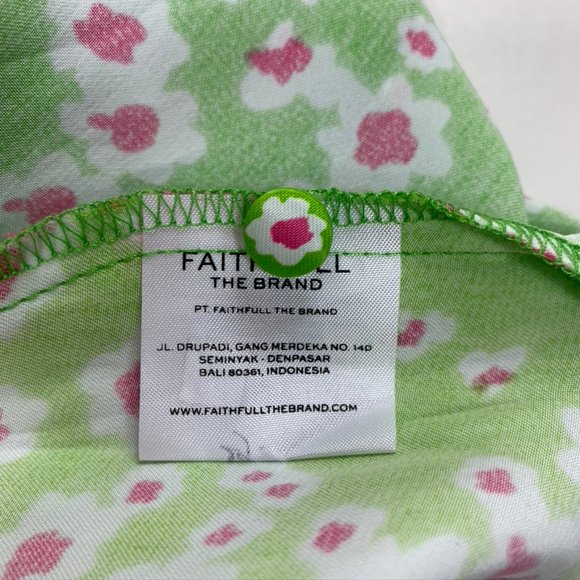 FAITHFULL
THE BRAND
PT. FAITHFULL THE BRAND
JL. DRUPADI, GANG MERDEKA NO. 14D
SEMINYAK - DENPASAR
BALI 80361, INDONESIA
WWW.FAITHFULLTHEBRAND.COM